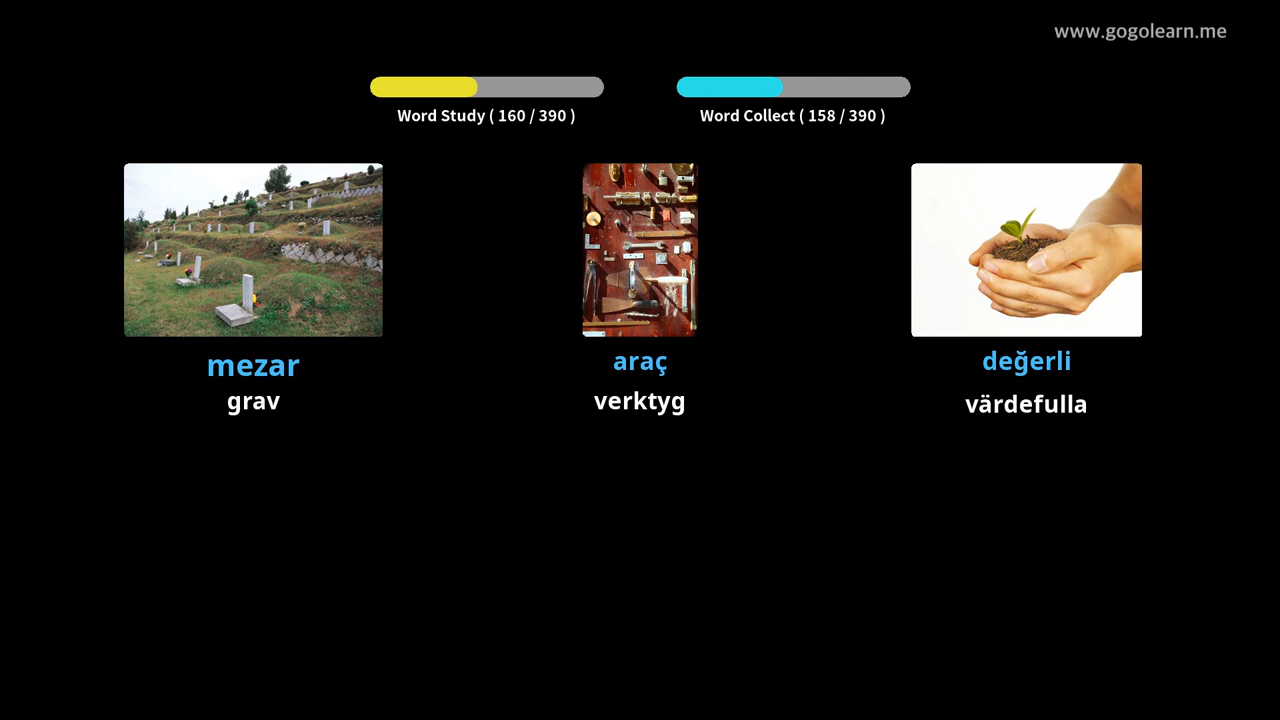 www.gogolearn.me
Word Study ( 160 / 390 )
Word Collect ( 158 / 390 )
mezar
grav
araç
verktyg
değerli
värdefulla